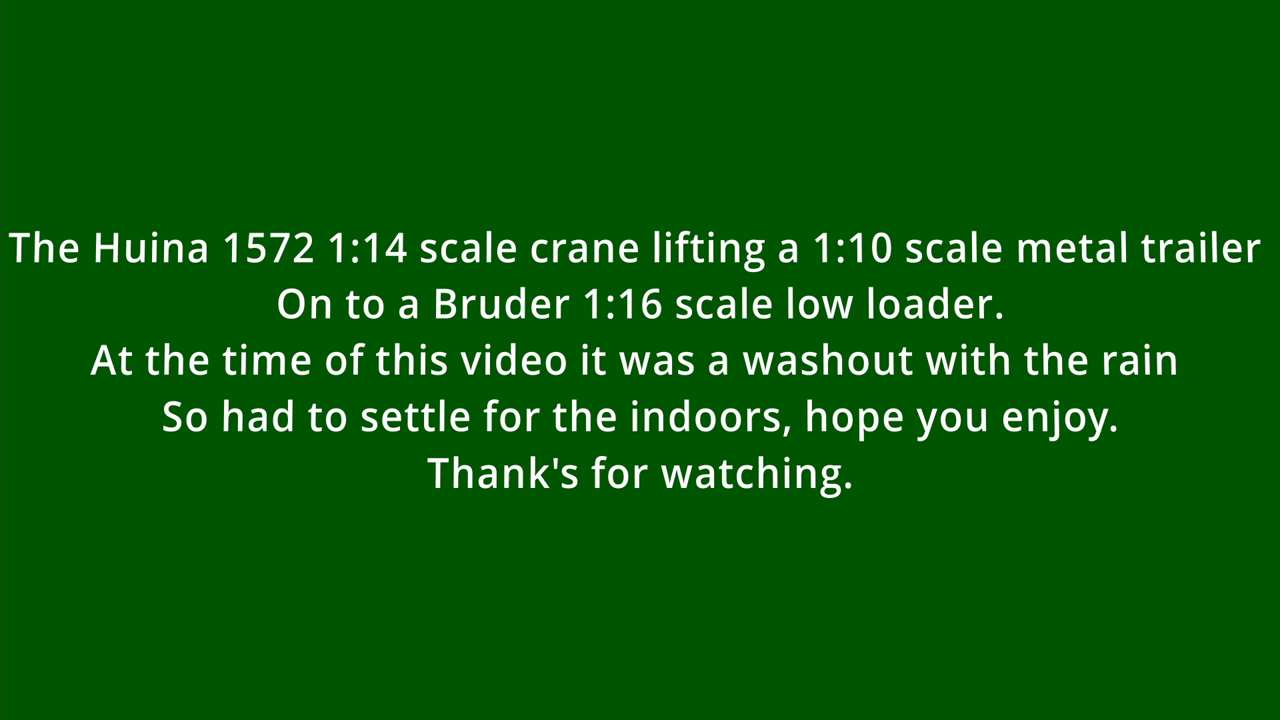 The Huina 1572 1:14 scale crane lifting a 1:10 scale metal trailer
On to a Bruder 1:16 scale low loader.
At the time of this video it was a washout with the rain
So had to settle for the indoors, hope you enjoy.
Thank's for watching.